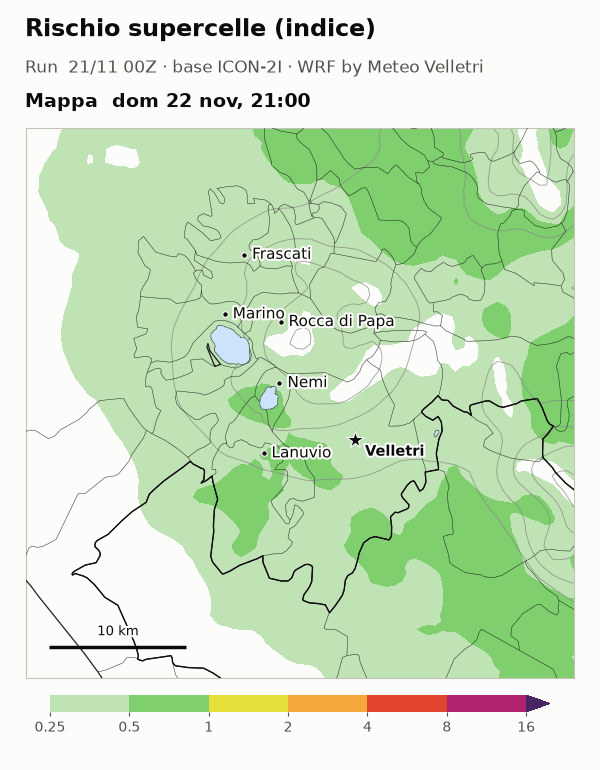 Rischio supercelle (indice)
Run  21/11 00Z · base ICON-2I · WRF by Meteo Velletri
Mappa  dom 22 nov, 21:00
Frascati
Marino
Rocca di Papa
Nemi
Velletri
Lanuvio
10 km
0.25 0.5 1 2 4 8 16